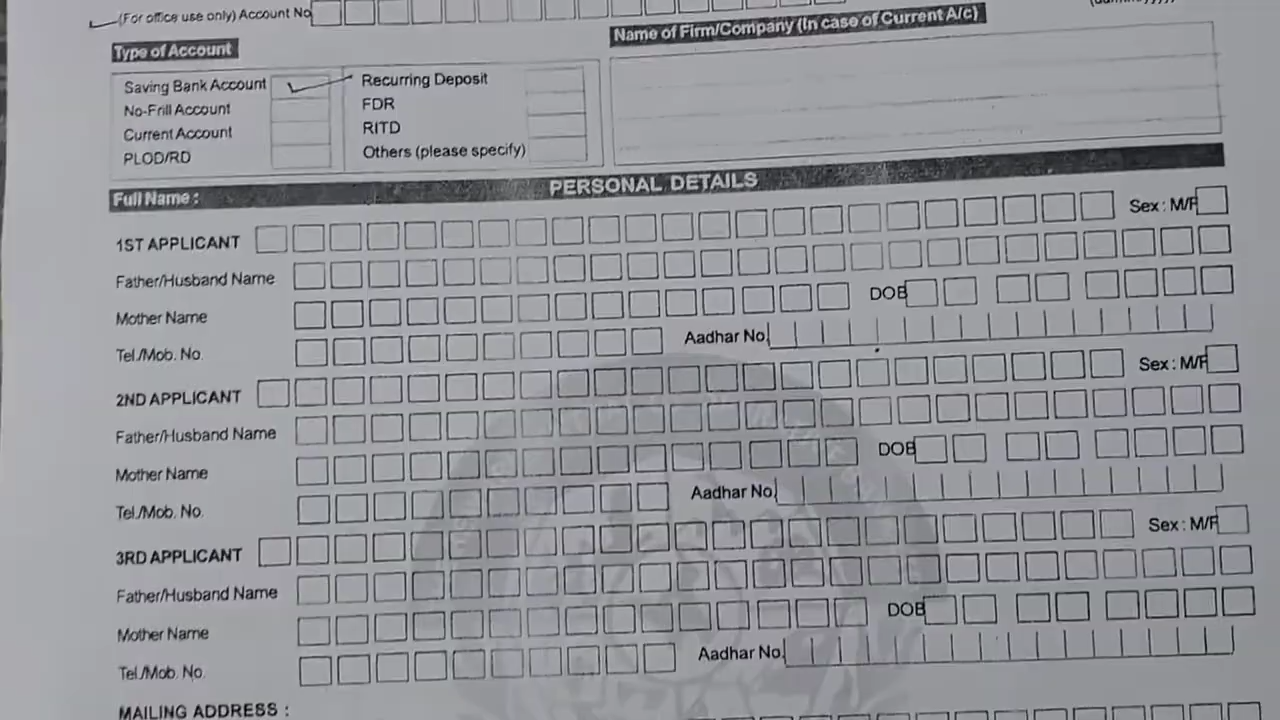 (For office use only) Account No.
Type of Account
Name of Firm/Company (In case of Current A/c)
Saving Bank Account
Recurring Deposit
No-Frill Account
FDR
Current Account
RITD
PLOD/RD
Others (please specify)
PERSONAL DETAILS
Full Name :
1ST APPLICANT
Sex : M/F
Father/Husband Name
Mother Name
DOB
Tel./Mob. No.
Aadhar No.
2ND APPLICANT
Sex : M/F
Father/Husband Name
Mother Name
DOB
Tel./Mob. No.
Aadhar No.
3RD APPLICANT
Sex : M/F
Father/Husband Name
Mother Name
DOB
Tel./Mob. No.
Aadhar No.
MAILING ADDRESS :